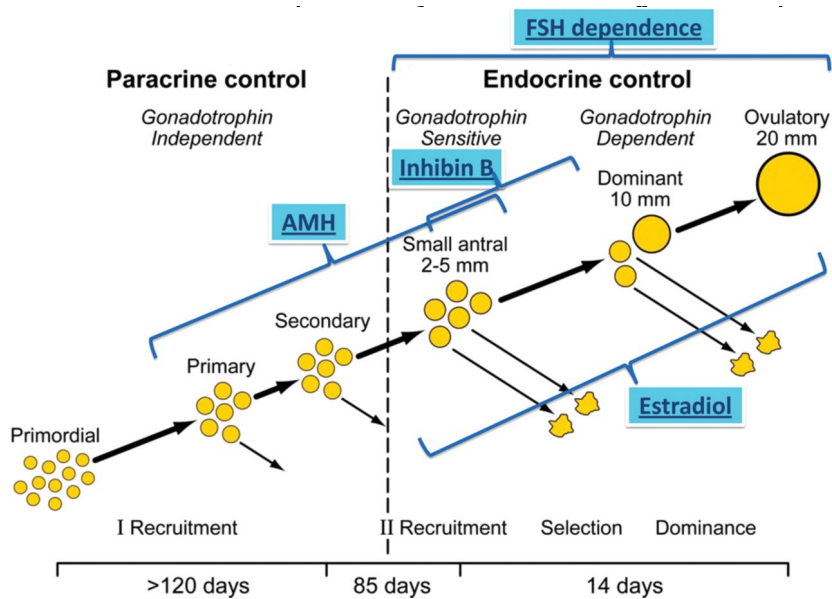 FSH dependence
Paracrine control
Endocrine control
Gonadotrophin
Independent
Gonadotrophin
Sensitive
Gonadotrophin
Dependent
Ovulatory
20 mm
Inhibin B
Dominant
10 mm
AMH
Small antral
2-5 mm
Secondary
Primary
Estradiol
Primordial
I Recruitment
II Recruitment
Selection
Dominance
>120 days
85 days
14 days